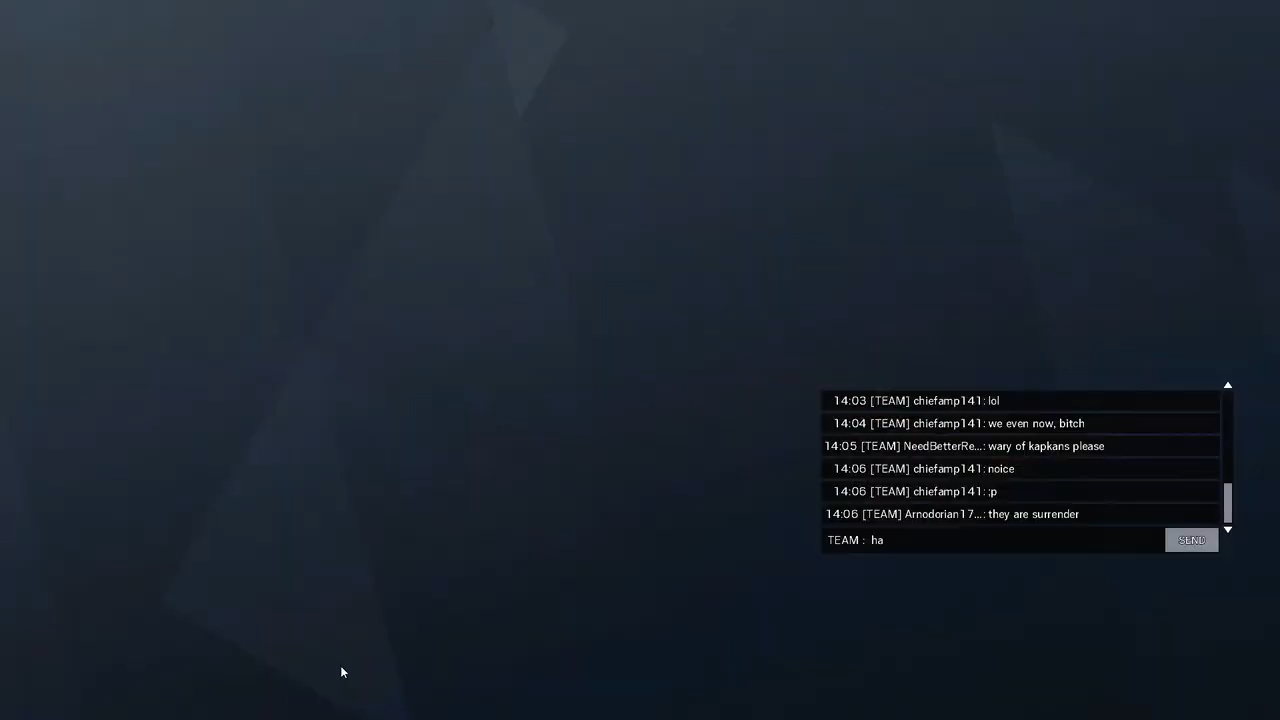 14:03 [TEAM] chiefamp141: lol
14:04 [TEAM] chiefamp141: we even now, bitch
14:05 [TEAM] NeedBetterRe...: wary of kapkans please
14:06 [TEAM] chiefamp141: noice
14:06 [TEAM] chiefamp141: ;p
14:06 [TEAM] Arnodorian17...: they are surrender
TEAM : ha SEND